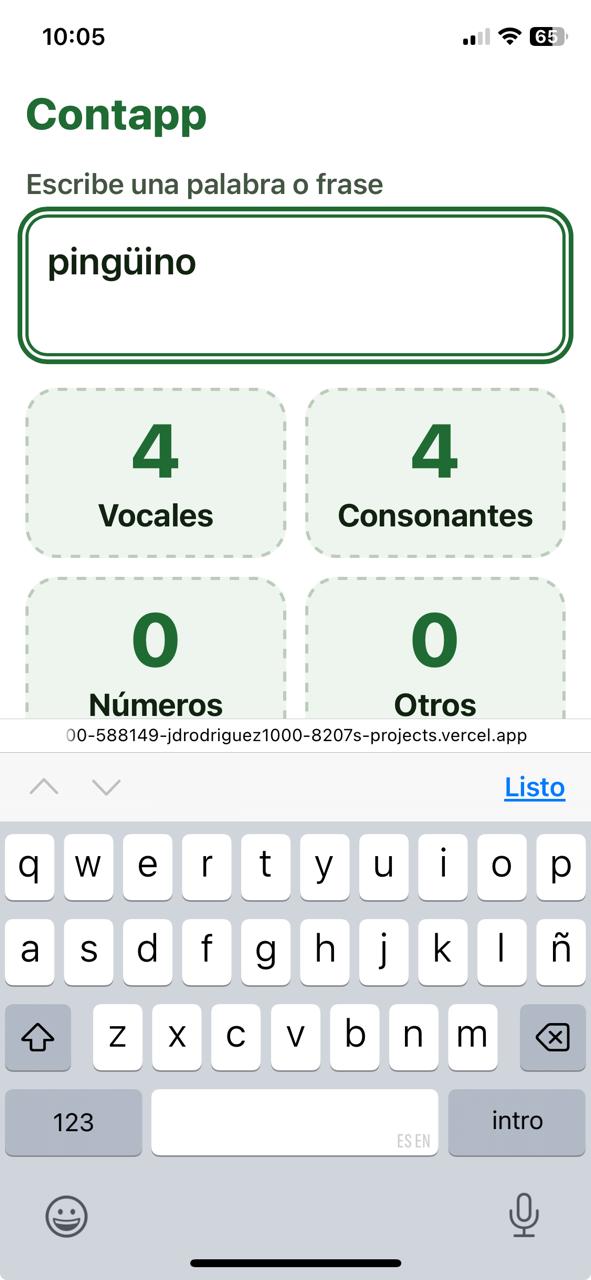 10:05
65
Contapp
Escribe una palabra o frase
pingüino
4
4
Vocales
Consonantes
0
0
Números
Otros
00-588149-jdrodriguez1000-8207s-projects.vercel.app
Listo
q w e r t y u i o p
a s d f g h j k l ñ
z x c v b n m
123
ES EN
intro